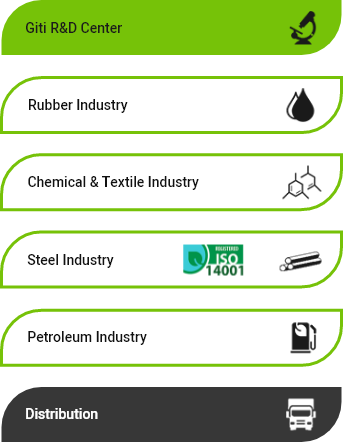 Giti R&D Center
Rubber Industry
Chemical & Textile Industry
Steel Industry
REGISTERED
ISO
14001
Petroleum Industry
Distribution